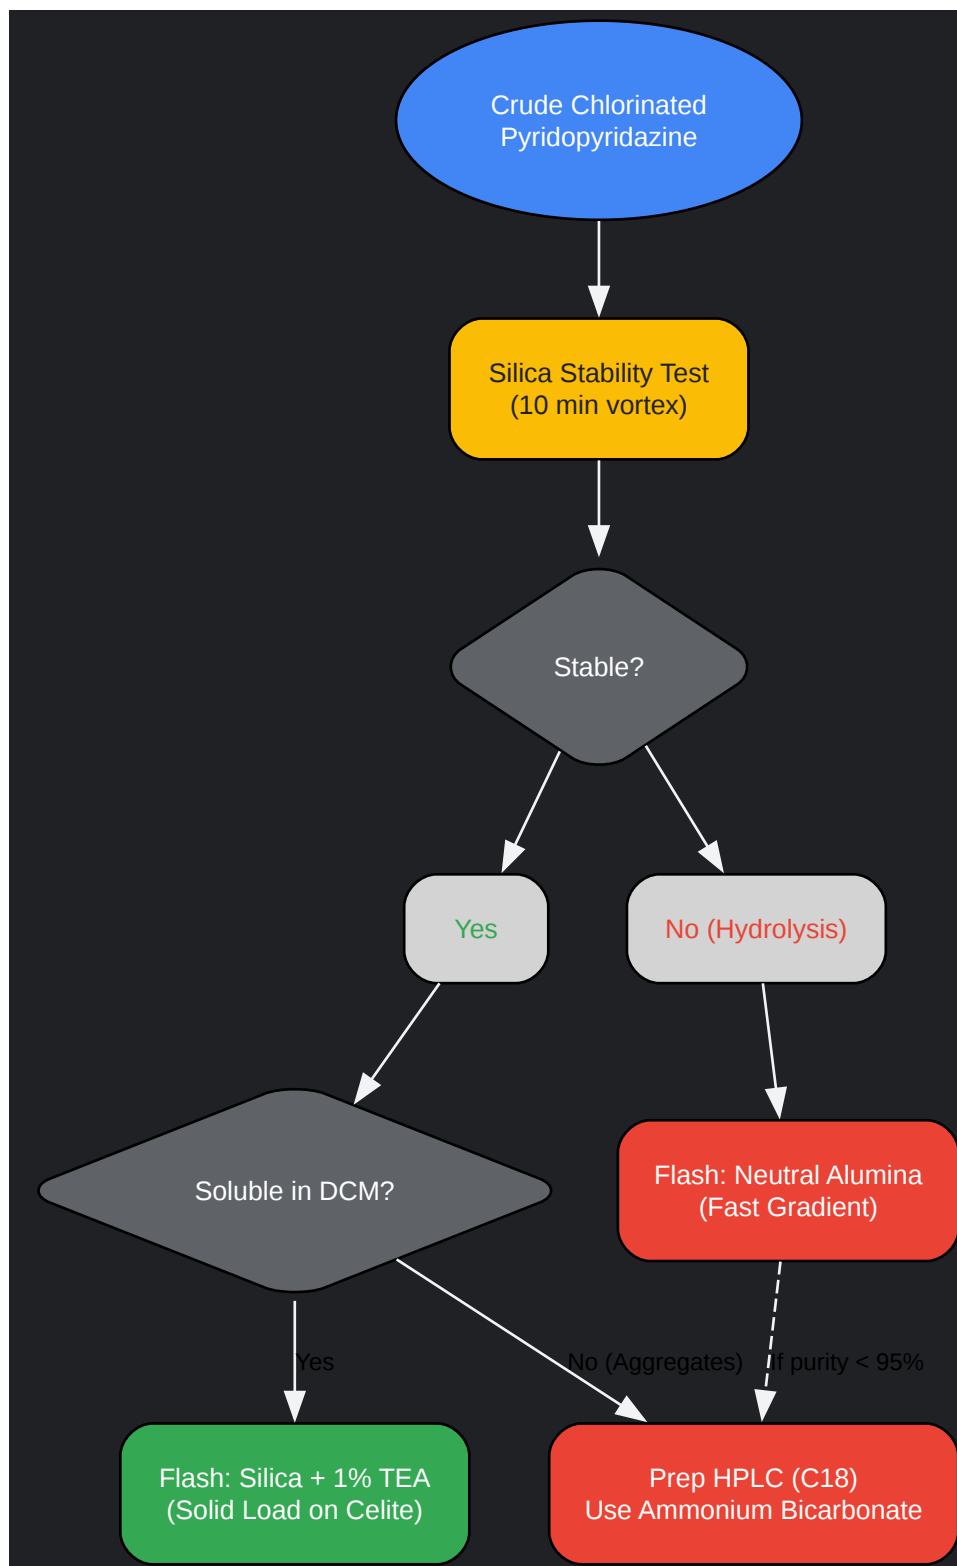 Crude Chlorinated
Pyridopyridazine
Silica Stability Test
(10 min vortex)
Stable?
Yes
No (Hydrolysis)
Soluble in DCM?
Flash: Neutral Alumina
(Fast Gradient)
Yes
No (Aggregates)
If purity < 95%
Flash: Silica + 1% TEA
(Solid Load on Celite)
Prep HPLC (C18)
Use Ammonium Bicarbonate